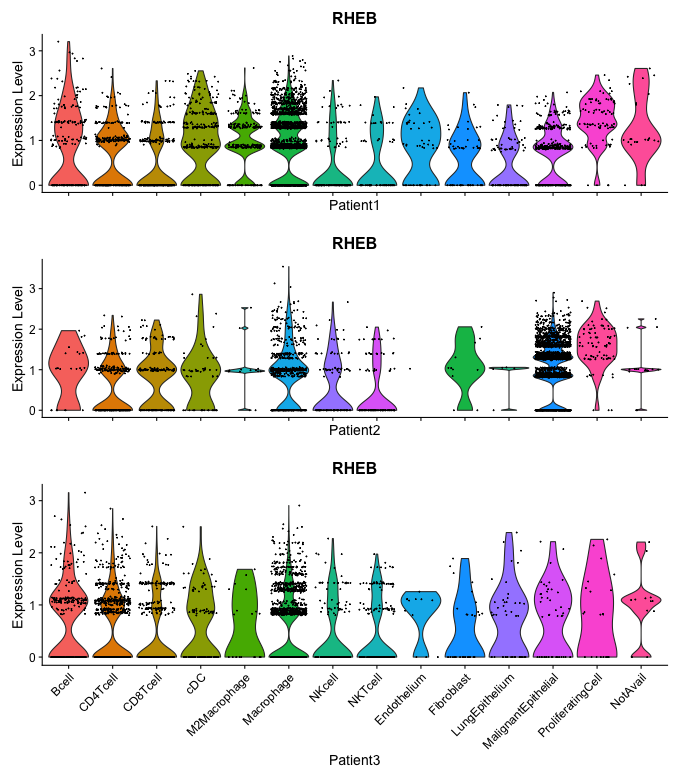 RHEB
Expression Level
3
2
1
0
Patient1
RHEB
Expression Level
3
2
1
0
Patient2
RHEB
Expression Level
3
2
1
0
Bcell
CD4Tcell
CD8Tcell
cDC
M2Macrophage
Macrophage
NKcell
NKTcell
Endothelium
Fibroblast
LungEpithelium
MalignantEpithelial
ProliferatingCell
NotAvail
Patient3